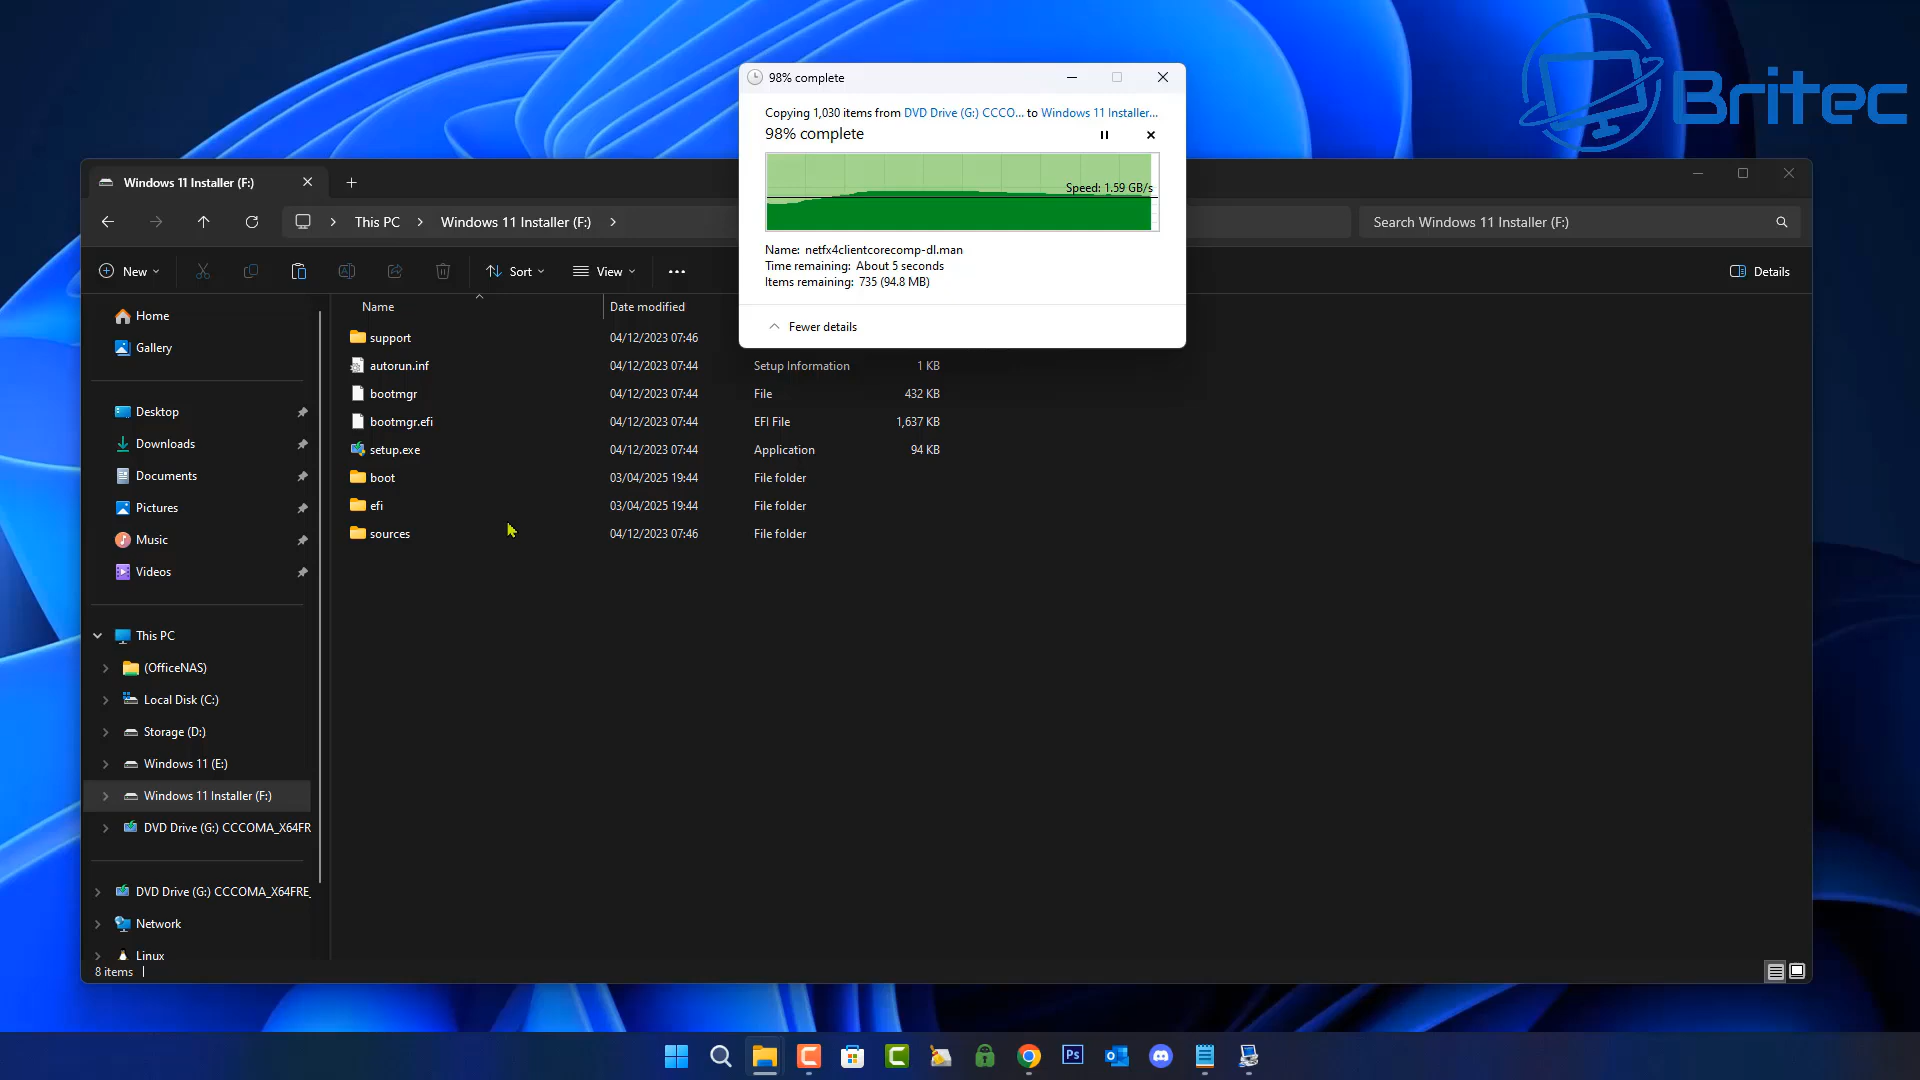 Britec
98% complete
Copying 1,030 items from DVD Drive (G:) CCCO... to Windows 11 Installer...
98% complete
Speed: 1.59 GB/s
Name: netfx4clientcorecomp-dl.man
Time remaining: About 5 seconds
Items remaining: 735 (94.8 MB)
Fewer details
Windows 11 Installer (F:)
This PC
Windows 11 Installer (F:)
Search Windows 11 Installer (F:)
New
Sort
View
Details
Name
Date modified
support 04/12/2023 07:46
autorun.inf 04/12/2023 07:44 Setup Information 1 KB
bootmgr 04/12/2023 07:44 File 432 KB
bootmgr.efi 04/12/2023 07:44 EFI File 1,637 KB
setup.exe 04/12/2023 07:44 Application 94 KB
boot 03/04/2025 19:44 File folder
efi 03/04/2025 19:44 File folder
sources 04/12/2023 07:46 File folder
Home
Gallery
Desktop
Downloads
Documents
Pictures
Music
Videos
This PC
(OfficeNAS)
Local Disk (C:)
Storage (D:)
Windows 11 (E:)
Windows 11 Installer (F:)
DVD Drive (G:) CCCOMA_X64FR
DVD Drive (G:) CCCOMA_X64FRE_
Network
Linux
8 items
Ps